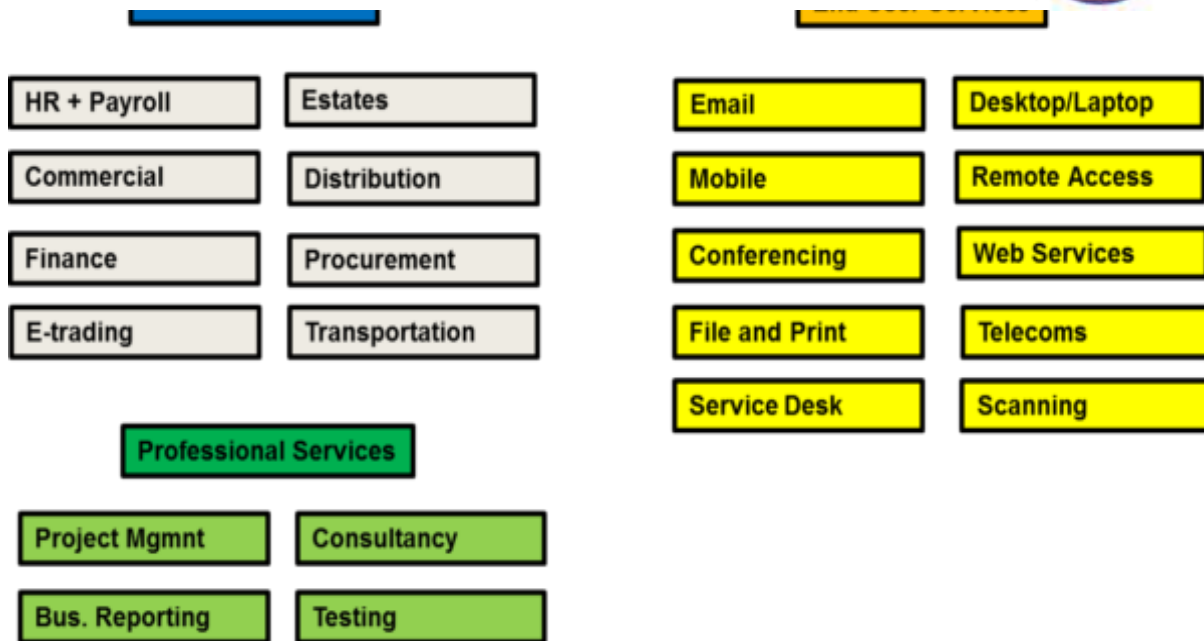 HR + Payroll
Estates
Commercial
Distribution
Finance
Procurement
E-trading
Transportation
Professional Services
Project Mgmnt
Consultancy
Bus. Reporting
Testing
Email
Desktop/Laptop
Mobile
Remote Access
Conferencing
Web Services
File and Print
Telecoms
Service Desk
Scanning